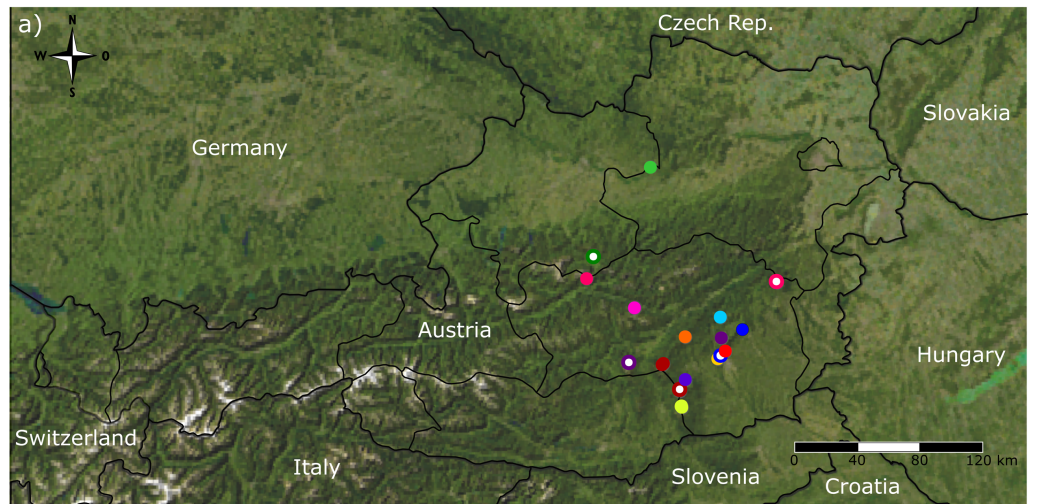 a)
N
W O
S
Czech Rep.
Slovakia
Germany
Austria
Hungary
Switzerland
Italy
Slovenia
Croatia
0 40 80 120 km